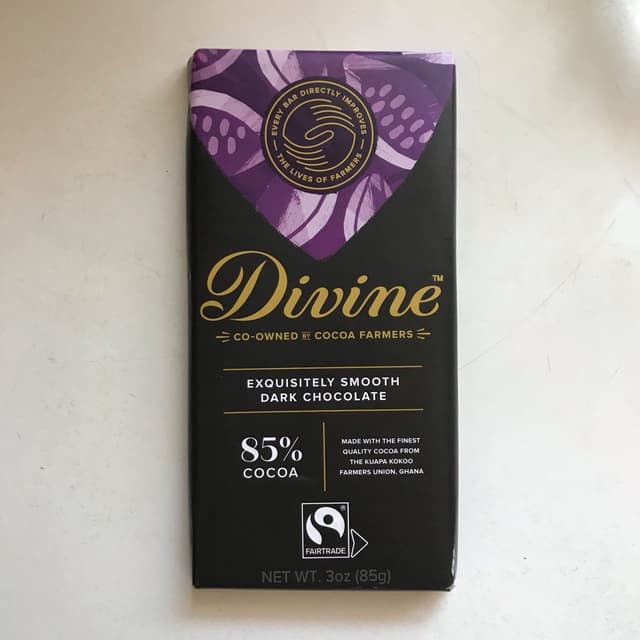 EVERY BAR DIRECTLY IMPROVES
THE LIVES OF FARMERS
Divine™
CO-OWNED BY COCOA FARMERS
EXQUISITELY SMOOTH
DARK CHOCOLATE
85%
COCOA
MADE WITH THE FINEST
QUALITY COCOA FROM
THE KUAPA KOKOO
FARMERS UNION, GHANA
®
FAIRTRADE
NET WT. 3oz (85g)